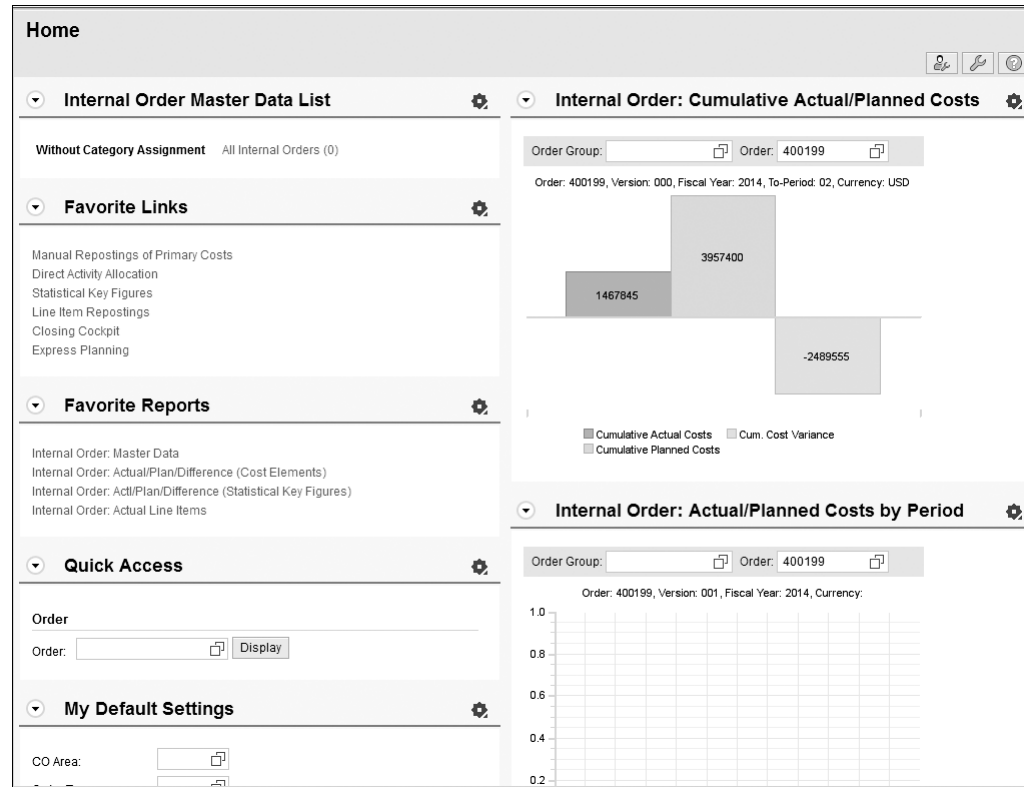 Home
Internal Order Master Data List
Without Category Assignment All Internal Orders (0)
Favorite Links
Manual Repostings of Primary Costs
Direct Activity Allocation
Statistical Key Figures
Line Item Repostings
Closing Cockpit
Express Planning
Favorite Reports
Internal Order: Master Data
Internal Order: Actual/Plan/Difference (Cost Elements)
Internal Order: Actl/Plan/Difference (Statistical Key Figures)
Internal Order: Actual Line Items
Quick Access
Order
Order: Display
My Default Settings
CO Area:
Internal Order: Cumulative Actual/Planned Costs
Order Group: Order: 400199
Order: 400199, Version: 000, Fiscal Year: 2014, To-Period: 02, Currency: USD
3957400
1467845
-2489555
Cumulative Actual Costs Cum. Cost Variance
Cumulative Planned Costs
Internal Order: Actual/Planned Costs by Period
Order Group: Order: 400199
Order: 400199, Version: 001, Fiscal Year: 2014, Currency:
1.0
0.8
0.6
0.4
0.2